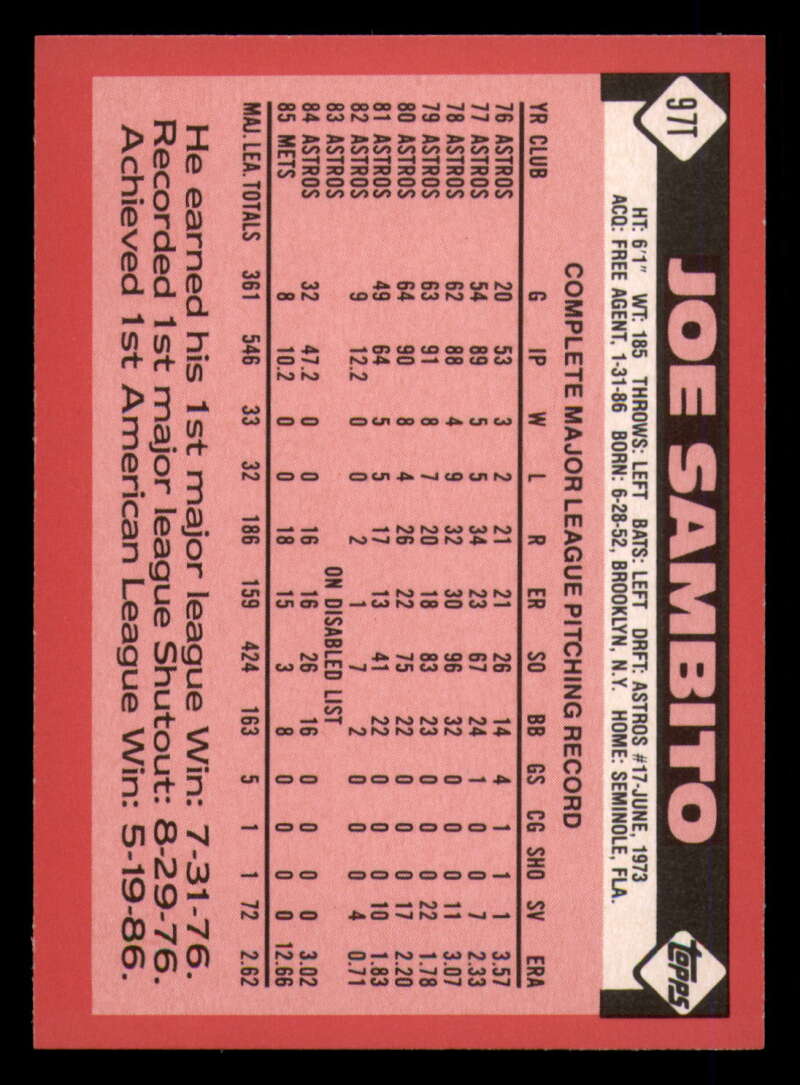 97T JOE SAMBITO topps
HT: 6'1" WT: 185 THROWS: LEFT BATS: LEFT DRFT: ASTROS #17-JUNE, 1973
ACQ: FREE AGENT, 1-31-86 BORN: 6-28-52, BROOKLYN, N.Y. HOME: SEMINOLE, FLA.
COMPLETE MAJOR LEAGUE PITCHING RECORD
YR CLUB G IP W L R ER SO BB GS CG SHO SV ERA
76 ASTROS 20 53 3 2 21 21 26 14 4 1 1 1 3.57
77 ASTROS 54 89 5 5 34 23 67 24 1 0 0 7 2.33
78 ASTROS 62 88 4 9 32 30 96 32 0 0 0 11 3.07
79 ASTROS 63 91 8 7 20 18 83 23 0 0 0 22 1.78
80 ASTROS 64 90 8 4 26 22 75 22 0 0 0 17 2.20
81 ASTROS 49 64 5 5 17 13 41 22 0 0 0 10 1.83
82 ASTROS 9 12.2 0 0 2 1 7 2 0 0 0 4 0.71
83 ASTROS ON DISABLED LIST
84 ASTROS 32 47.2 0 0 16 16 26 16 0 0 0 0 3.02
85 METS 8 10.2 0 0 18 15 3 8 0 0 0 0 12.66
MAJ. LEA. TOTALS 361 546 33 32 186 159 424 163 5 1 1 72 2.62
He earned his 1st major league Win: 7-31-76.
Recorded 1st major league Shutout: 8-29-76.
Achieved 1st American League Win: 5-19-86.